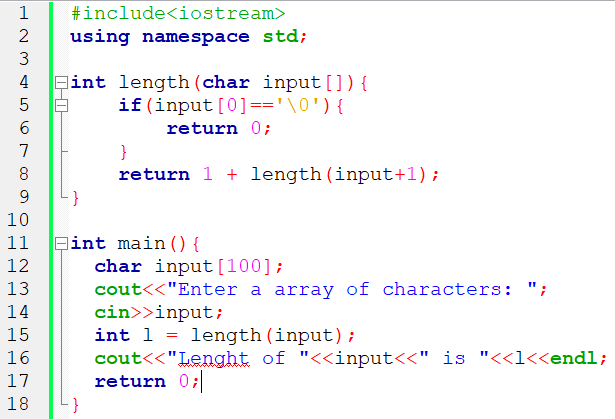 1 #include<iostream>
2 using namespace std;
3
4 int length(char input[]){
5     if(input[0]=='\0'){
6         return 0;
7     }
8     return 1 + length(input+1);
9 }
10
11 int main(){
12   char input[100];
13   cout<<"Enter a array of characters: ";
14   cin>>input;
15   int l = length(input);
16   cout<<"Lenght of "<<input<<" is "<<l<<endl;
17   return 0;
18 }